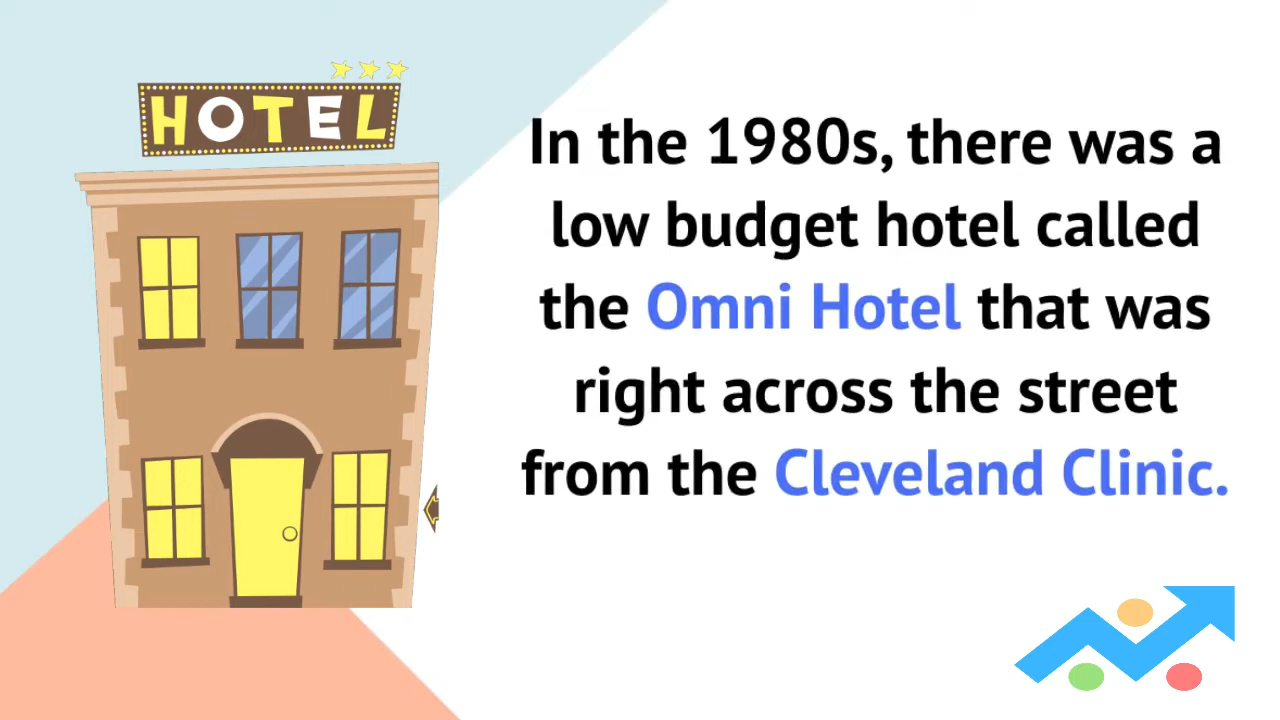 HOTEL
In the 1980s, there was a
low budget hotel called
the Omni Hotel that was
right across the street
from the Cleveland Clinic.